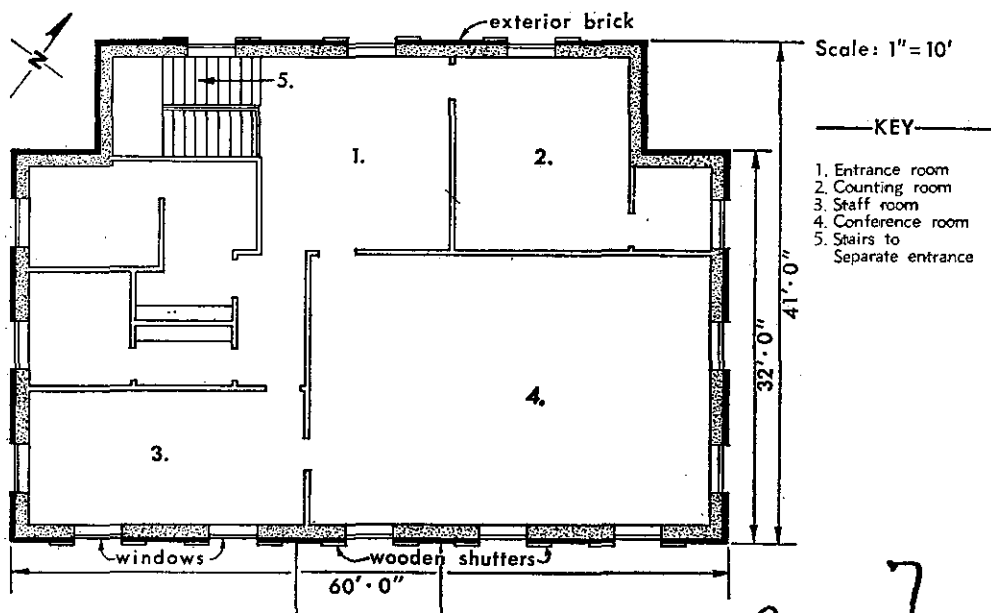 exterior brick
N
Scale: 1"=10'
5.
KEY
1.
2.
1. Entrance room
2. Counting room
3. Staff room
4. Conference room
5. Stairs to
Separate entrance
41'-0"
32'-0"
4.
3.
windows
wooden shutters
60'-0"